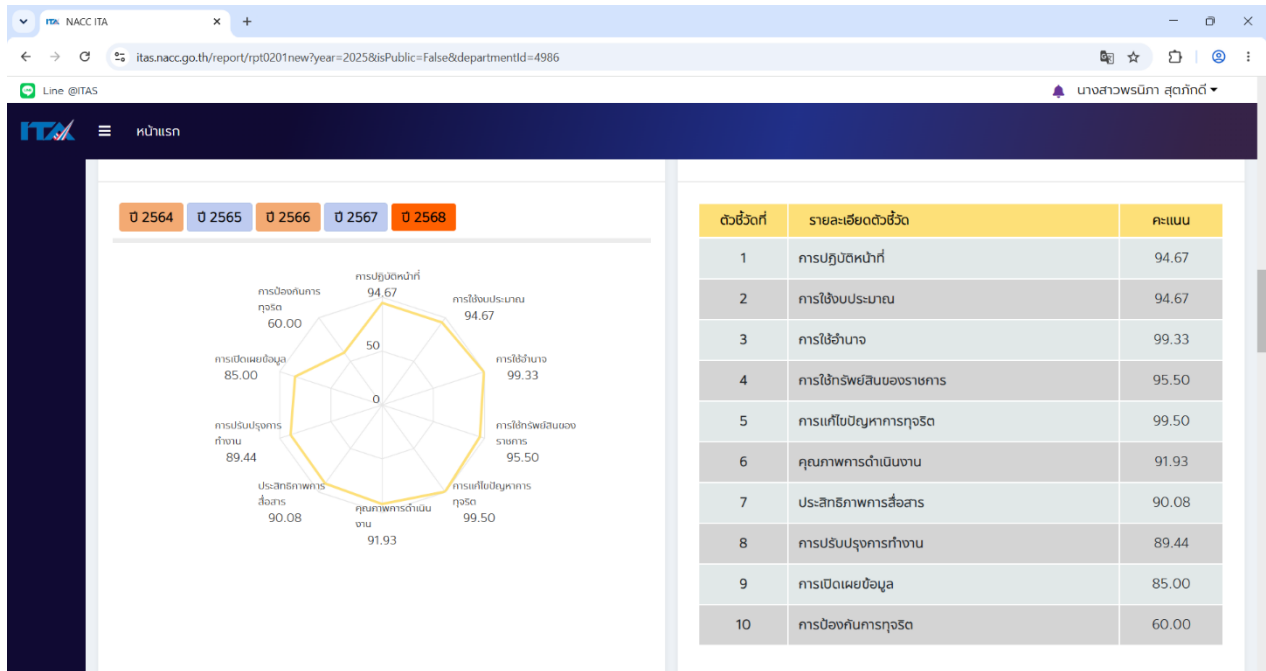 ITA NACC ITA
itas.nacc.go.th/report/rpt0201new?year=2025&isPublic=False&departmentId=4986
Line @ITAS
นางสาวพรนิภา สุตภักดี
ITA
หน้าแรก
ปี 2564 ปี 2565 ปี 2566 ปี 2567 ปี 2568
การปฏิบัติหน้าที่
94.67
การใช้งบประมาณ
94.67
การใช้อำนาจ
99.33
การใช้ทรัพย์สินของ
ราชการ
95.50
การแก้ไขปัญหาการ
ทุจริต
99.50
คุณภาพการดำเนิน
งาน
91.93
ประสิทธิภาพการ
สื่อสาร
90.08
การปรับปรุงการ
ทำงาน
89.44
การเปิดเผยข้อมูล
85.00
การป้องกันการ
ทุจริต
60.00
50
0
ตัวชี้วัดที่ รายละเอียดตัวชี้วัด คะแนน
1 การปฏิบัติหน้าที่ 94.67
2 การใช้งบประมาณ 94.67
3 การใช้อำนาจ 99.33
4 การใช้ทรัพย์สินของราชการ 95.50
5 การแก้ไขปัญหาการทุจริต 99.50
6 คุณภาพการดำเนินงาน 91.93
7 ประสิทธิภาพการสื่อสาร 90.08
8 การปรับปรุงการทำงาน 89.44
9 การเปิดเผยข้อมูล 85.00
10 การป้องกันการทุจริต 60.00